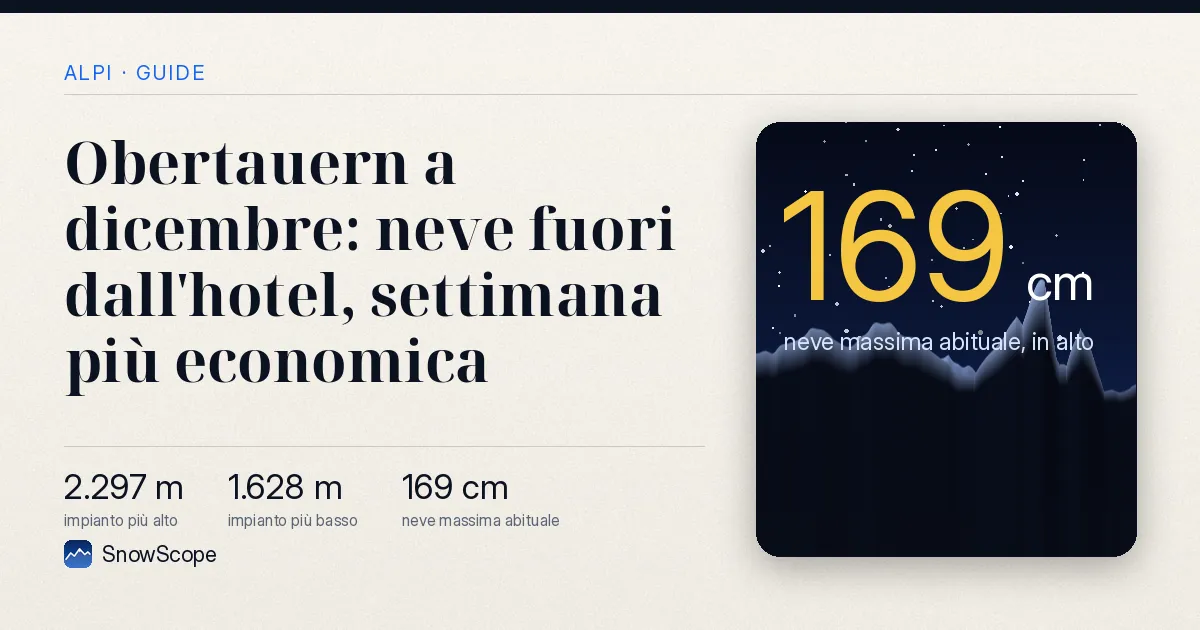 ALPI · GUIDE
Obertauern a
dicembre: neve fuori
dall'hotel, settimana
più economica
169 cm
neve massima abituale, in alto
2.297 m
impianto più alto
1.628 m
impianto più basso
169 cm
neve massima abituale
SnowScope